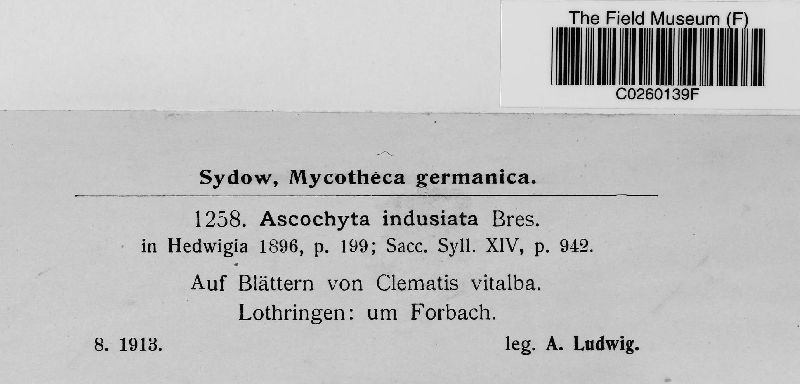 The Field Museum (F)
C0260139F
Sydow, Mycotheca germanica.
1258. Ascochyta indusiata Bres.
in Hedwigia 1896, p. 199; Sacc. Syll. XIV, p. 942.
Auf Blättern von Clematis vitalba.
Lothringen: um Forbach.
8. 1913. leg. A. Ludwig.